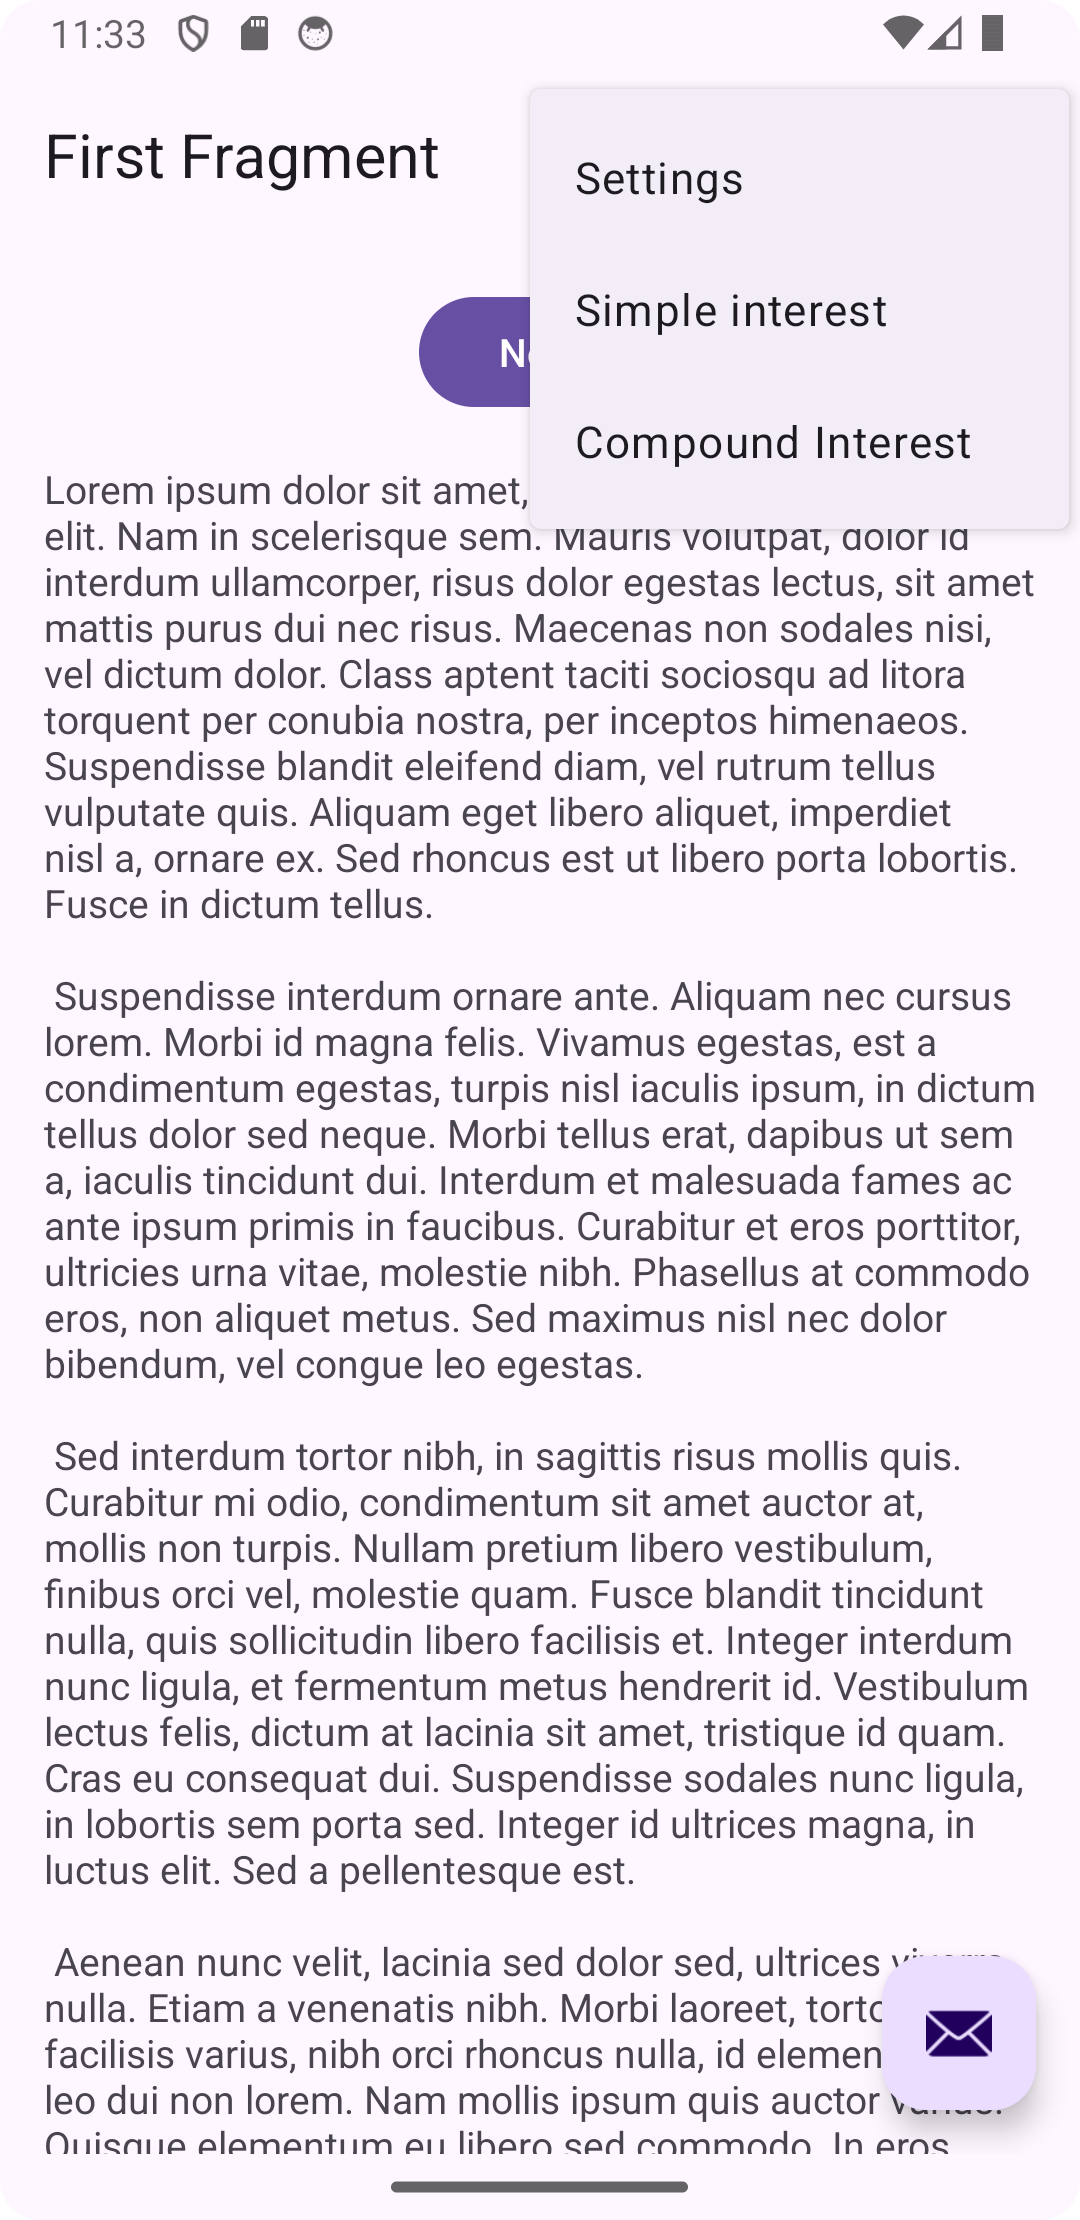 11:33
First Fragment
Settings
Simple interest
Compound Interest
Lorem ipsum dolor sit amet,
elit. Nam in scelerisque sem. Mauris volutpat, dolor id
interdum ullamcorper, risus dolor egestas lectus, sit amet
mattis purus dui nec risus. Maecenas non sodales nisi,
vel dictum dolor. Class aptent taciti sociosqu ad litora
torquent per conubia nostra, per inceptos himenaeos.
Suspendisse blandit eleifend diam, vel rutrum tellus
vulputate quis. Aliquam eget libero aliquet, imperdiet
nisl a, ornare ex. Sed rhoncus est ut libero porta lobortis.
Fusce in dictum tellus.
Suspendisse interdum ornare ante. Aliquam nec cursus
lorem. Morbi id magna felis. Vivamus egestas, est a
condimentum egestas, turpis nisl iaculis ipsum, in dictum
tellus dolor sed neque. Morbi tellus erat, dapibus ut sem
a, iaculis tincidunt dui. Interdum et malesuada fames ac
ante ipsum primis in faucibus. Curabitur et eros porttitor,
ultricies urna vitae, molestie nibh. Phasellus at commodo
eros, non aliquet metus. Sed maximus nisl nec dolor
bibendum, vel congue leo egestas.
Sed interdum tortor nibh, in sagittis risus mollis quis.
Curabitur mi odio, condimentum sit amet auctor at,
mollis non turpis. Nullam pretium libero vestibulum,
finibus orci vel, molestie quam. Fusce blandit tincidunt
nulla, quis sollicitudin libero facilisis et. Integer interdum
nunc ligula, et fermentum metus hendrerit id. Vestibulum
lectus felis, dictum at lacinia sit amet, tristique id quam.
Cras eu consequat dui. Suspendisse sodales nunc ligula,
in lobortis sem porta sed. Integer id ultrices magna, in
luctus elit. Sed a pellentesque est.
Aenean nunc velit, lacinia sed dolor sed, ultrices
nulla. Etiam a venenatis nibh. Morbi laoreet,
facilisis varius, nibh orci rhoncus nulla, id
leo dui non lorem. Nam mollis ipsum quis auctor
Quisque elementum eu libero sed commodo. In eros